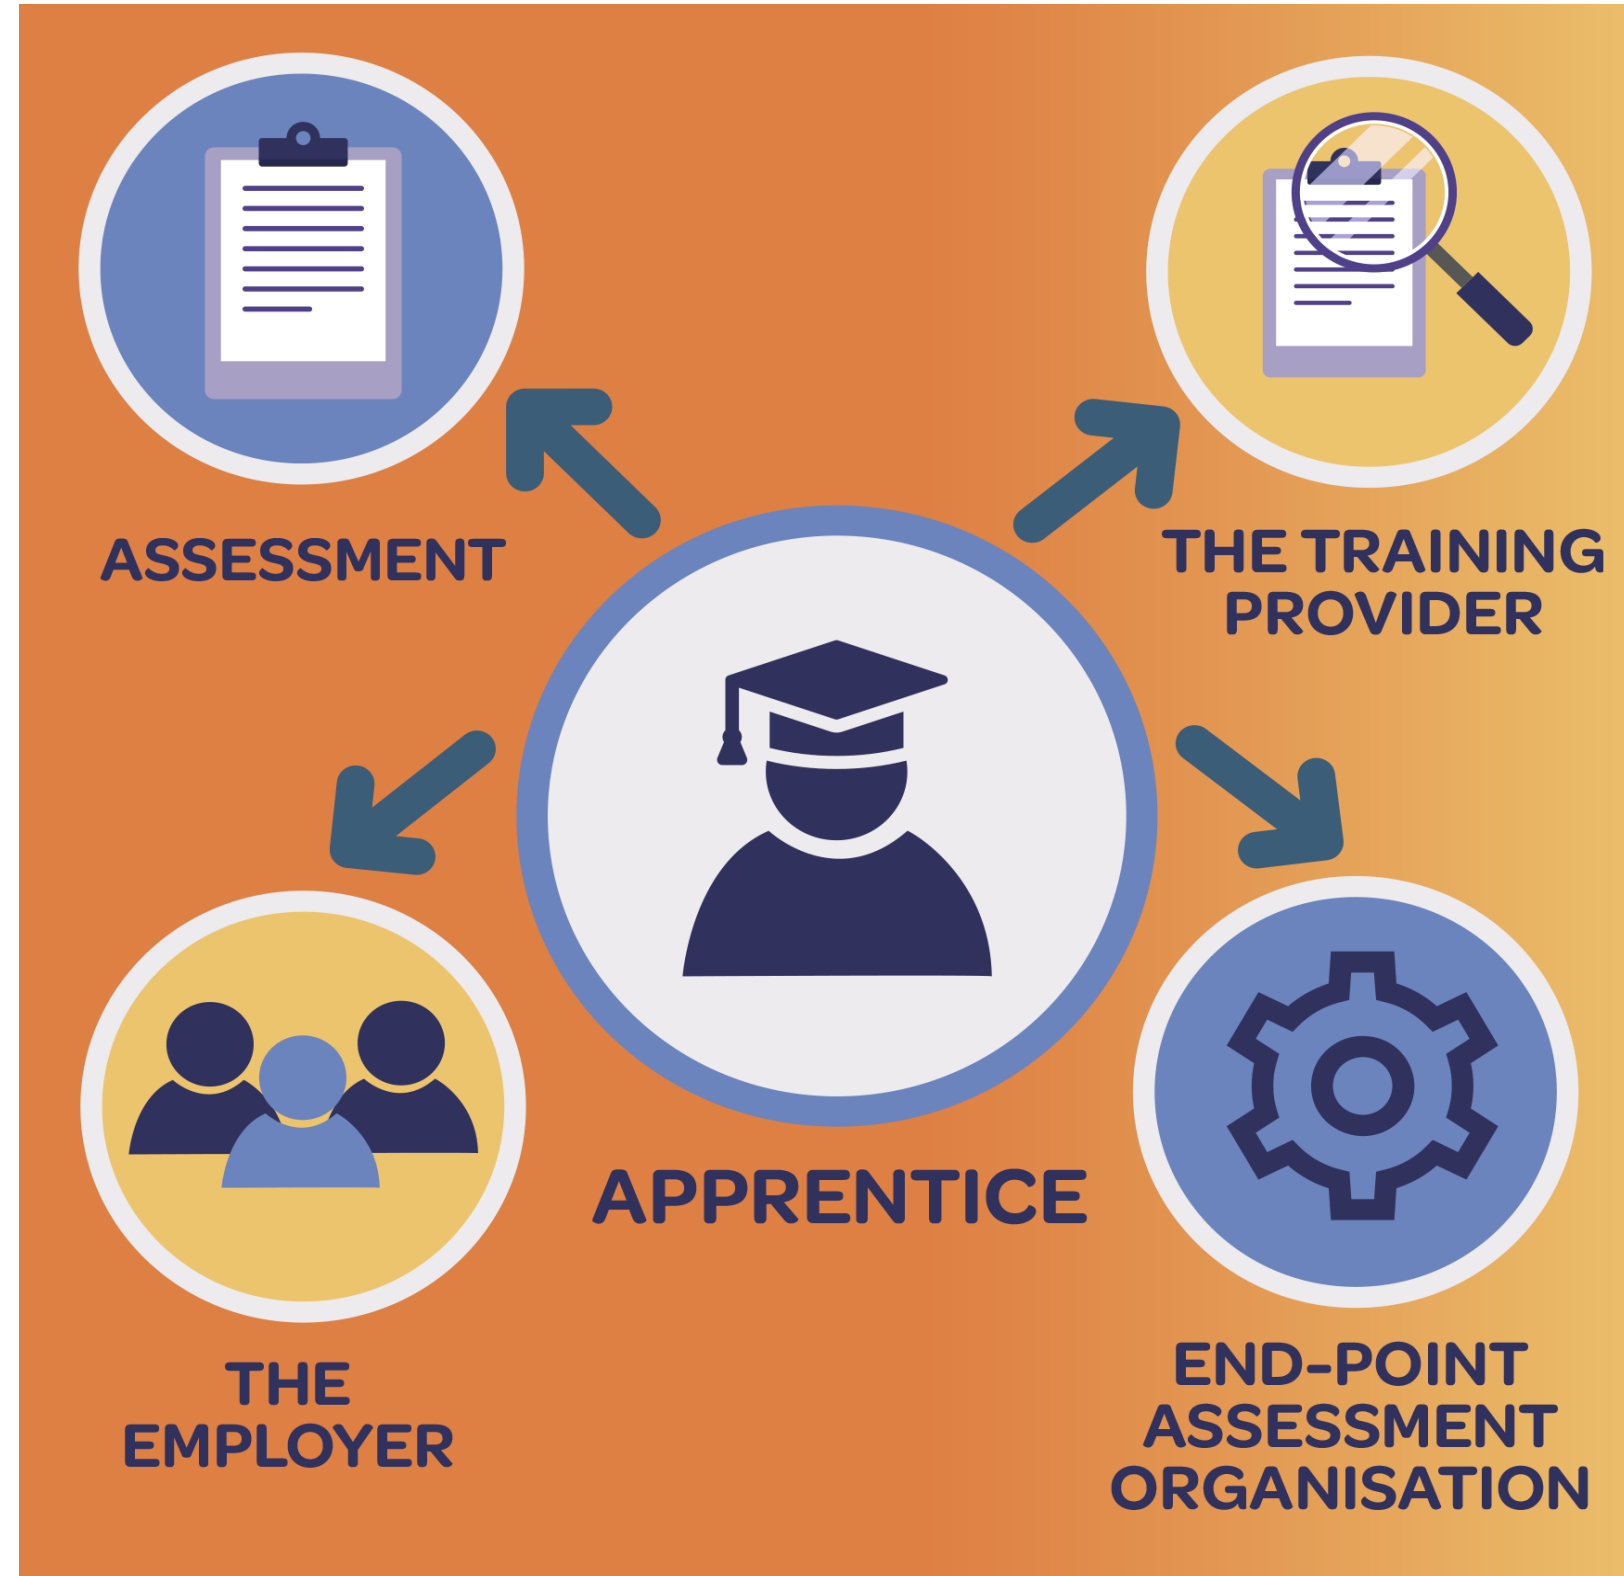 ASSESSMENT
THE TRAINING
PROVIDER
APPRENTICE
THE
EMPLOYER
END-POINT
ASSESSMENT
ORGANISATION